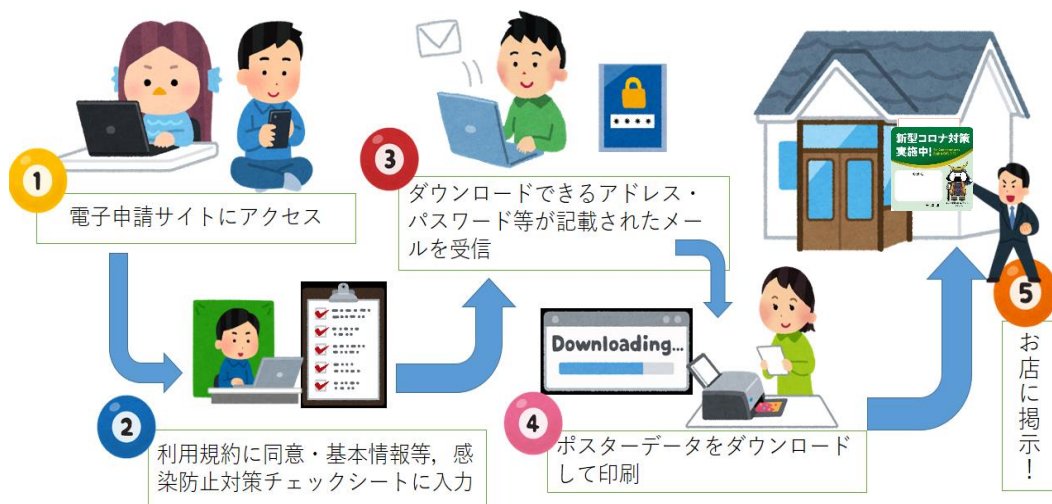 1
電子申請サイトにアクセス
2
利用規約に同意・基本情報等，感
染防止対策チェックシートに入力
3
ダウンロードできるアドレス・
パスワード等が記載されたメー
ルを受信
Downloading...
4
ポスターデータをダウンロード
して印刷
新型コロナ対策
実施中!
5
お店に掲示！